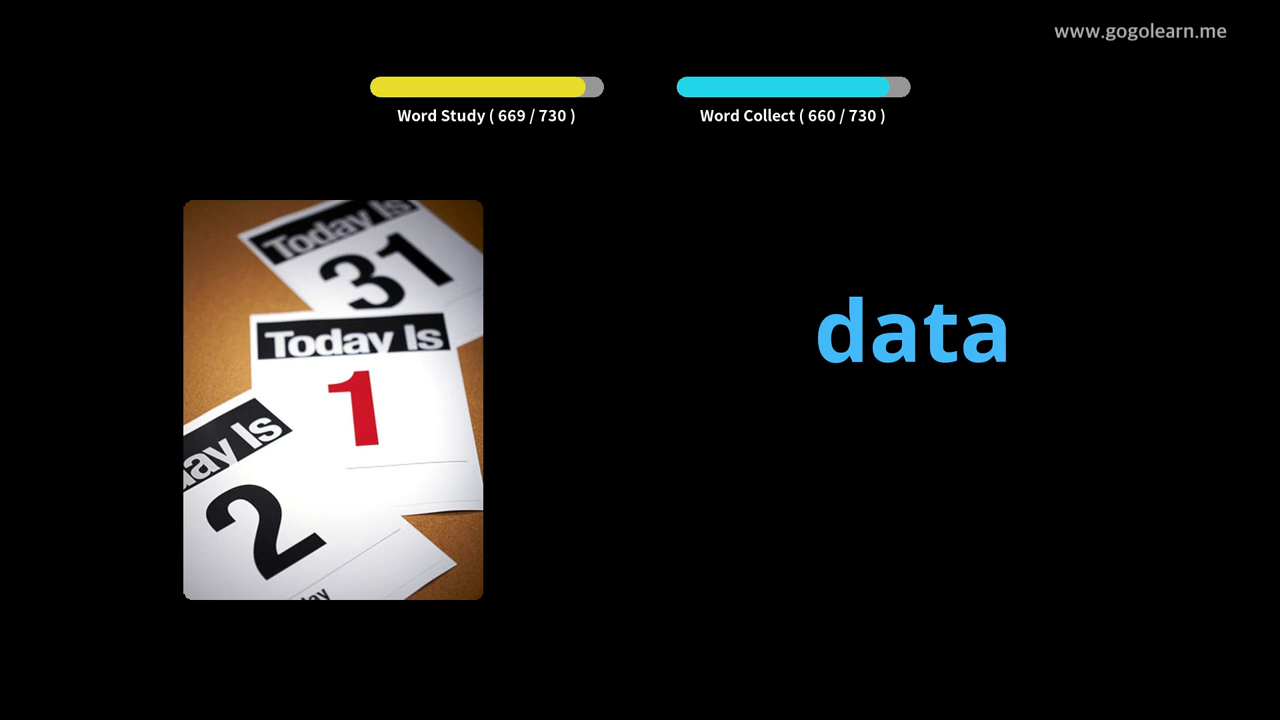 www.gogolearn.me
Word Study ( 669 / 730 )
Word Collect ( 660 / 730 )
Today Is
31
Today Is
1
ay Is
2
day
data